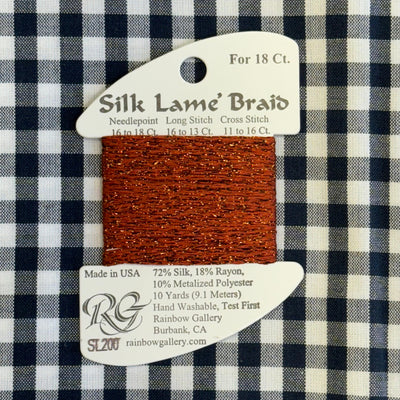 For 18 Ct.
Silk Lame' Braid
Needlepoint Long Stitch Cross Stitch
16 to 18 Ct. 16 to 13 Ct. 11 to 16 Ct.
Made in USA
72% Silk, 18% Rayon,
10% Metalized Polyester
10 Yards (9.1 Meters)
Hand Washable, Test First
Rainbow Gallery
Burbank, CA
RG
SL200 rainbowgallery.com